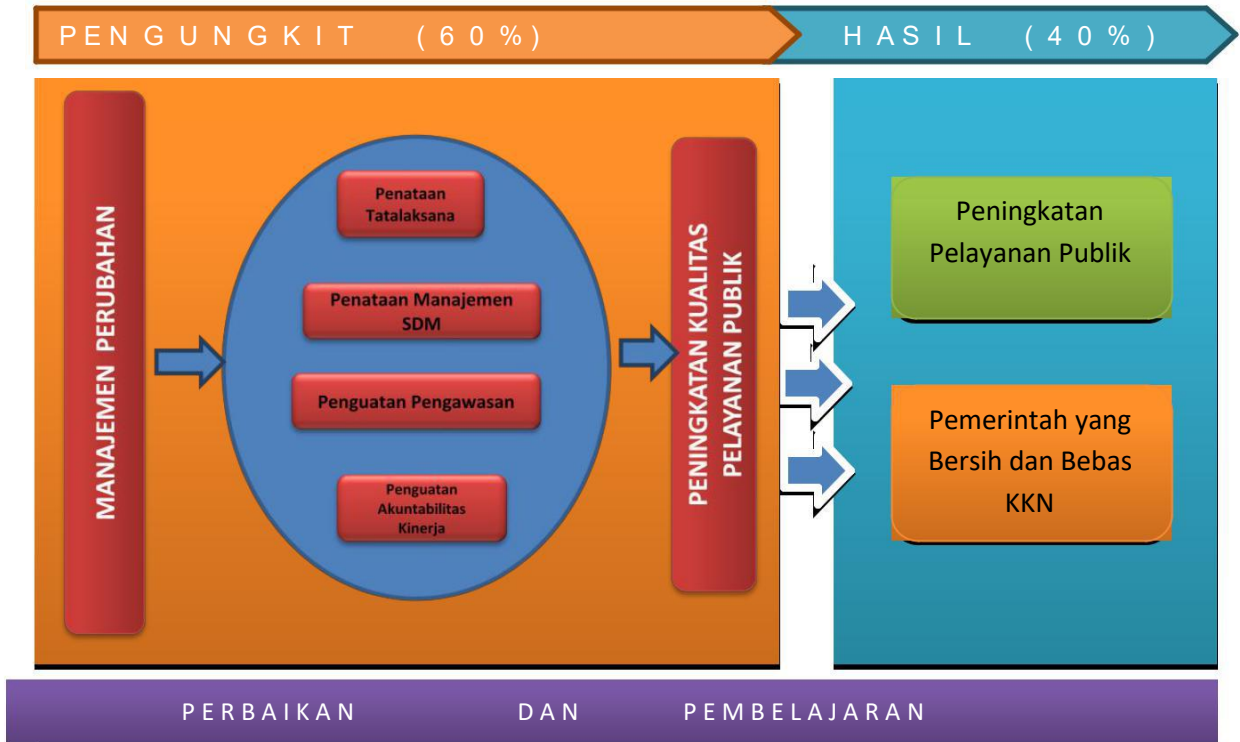 PENGUNGKIT (60%)
HASIL (40%)
MANAJEMEN PERUBAHAN
Penataan
Tatalaksana
Penataan Manajemen
SDM
Penguatan Pengawasan
Penguatan
Akuntabilitas
Kinerja
PENINGKATAN KUALITAS
PELAYANAN PUBLIK
Peningkatan
Pelayanan Publik
Pemerintah yang
Bersih dan Bebas
KKN
PERBAIKAN DAN PEMBELAJARAN